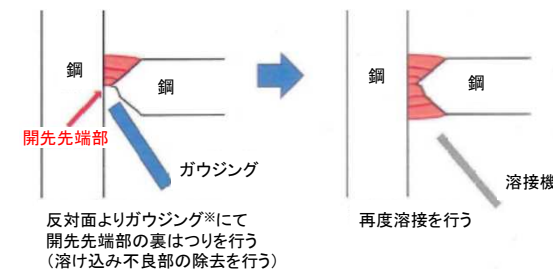 鋼
鋼
開先先端部
ガウジング
反対面よりガウジング※にて
開先先端部の裏はつりを行う
（溶け込み不良部の除去を行う）
鋼
鋼
溶接機
再度溶接を行う